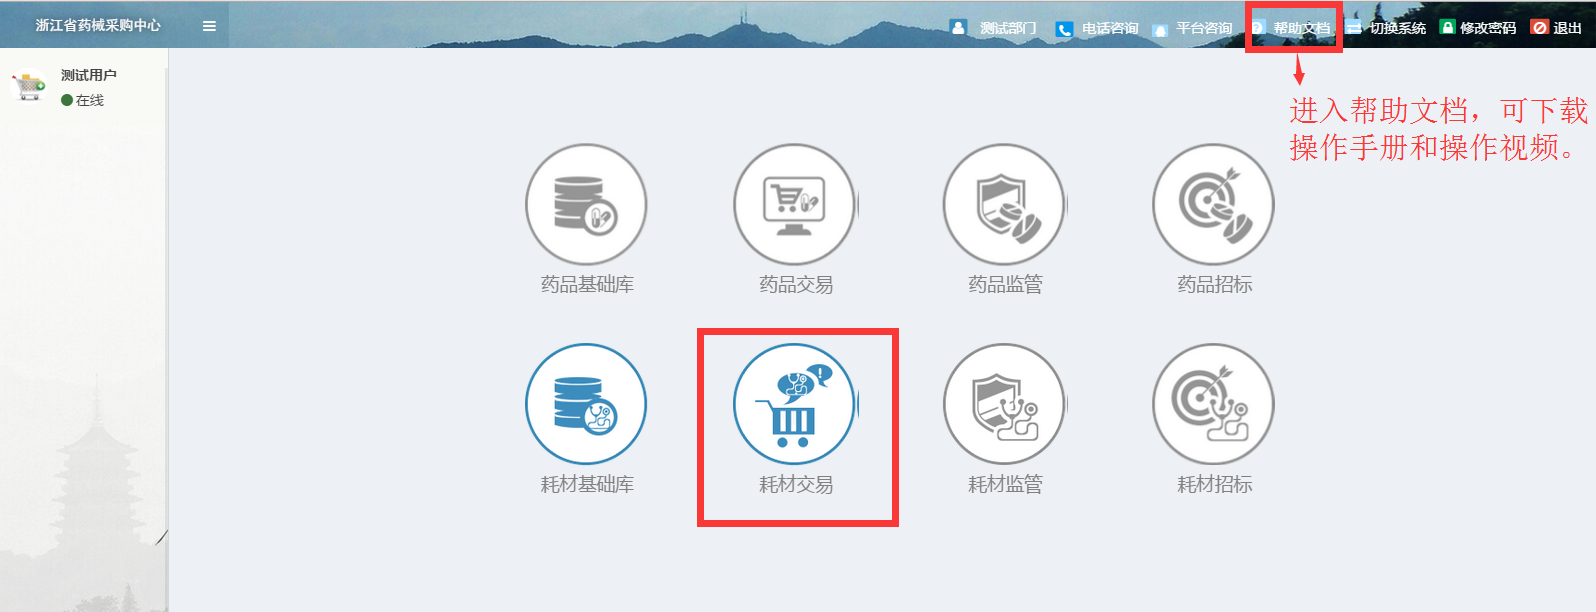 浙江省药械采购中心
测试部门 电话咨询 平台咨询 帮助文档 切换系统 修改密码 退出
测试用户
在线
进入帮助文档，可下载
操作手册和操作视频。
药品基础库 药品交易 药品监管 药品招标
耗材基础库 耗材交易 耗材监管 耗材招标